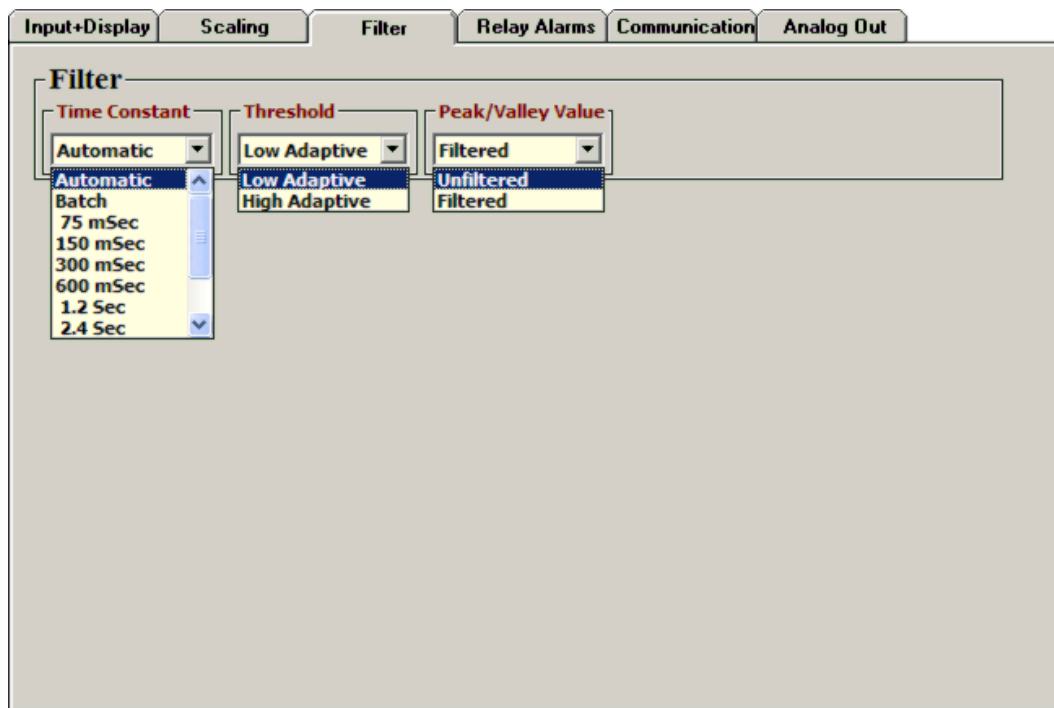 Input+Display Scaling Filter Relay Alarms Communication Analog Out
Filter
Time Constant Threshold Peak/Valley Value
Automatic Low Adaptive Filtered
Automatic Low Adaptive Unfiltered
Batch High Adaptive Filtered
75 mSec
150 mSec
300 mSec
600 mSec
1.2 Sec
2.4 Sec